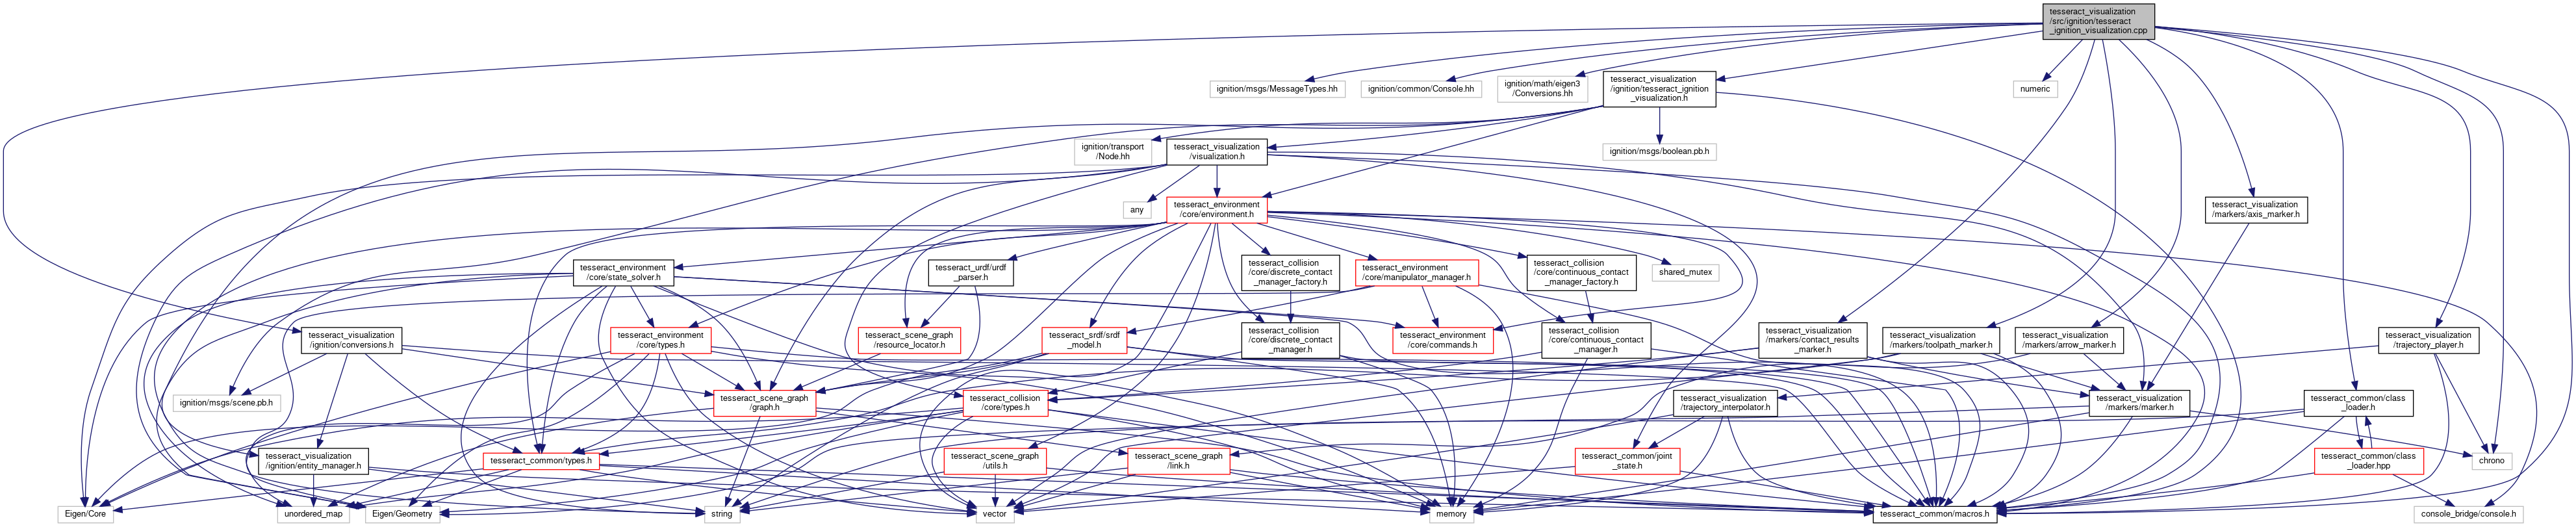 tesseract_visualization
/src/ignition/tesseract
_ignition_visualization.cpp
ignition/msgs/MessageTypes.hh
ignition/common/Console.hh
ignition/math/eigen3
/Conversions.hh
tesseract_visualization
/ignition/tesseract_ignition
_visualization.h
numeric
ignition/transport
/Node.hh
tesseract_visualization
/visualization.h
ignition/msgs/boolean.pb.h
any
tesseract_environment
/core/environment.h
tesseract_visualization
/markers/axis_marker.h
tesseract_environment
/core/state_solver.h
tesseract_urdf/urdf
_parser.h
tesseract_collision
/core/discrete_contact
_manager_factory.h
tesseract_environment
/core/manipulator_manager.h
tesseract_collision
/core/continuous_contact
_manager_factory.h
shared_mutex
tesseract_visualization
/ignition/conversions.h
tesseract_environment
/core/types.h
tesseract_scene_graph
/resource_locator.h
tesseract_srdf/srdf
_model.h
tesseract_collision
/core/discrete_contact
_manager.h
tesseract_environment
/core/commands.h
tesseract_collision
/core/continuous_contact
_manager.h
tesseract_visualization
/markers/contact_results
_marker.h
tesseract_visualization
/markers/toolpath_marker.h
tesseract_visualization
/markers/arrow_marker.h
tesseract_visualization
/trajectory_player.h
ignition/msgs/scene.pb.h
tesseract_scene_graph
/graph.h
tesseract_collision
/core/types.h
tesseract_visualization
/trajectory_interpolator.h
tesseract_visualization
/markers/marker.h
tesseract_common/class
_loader.h
tesseract_visualization
/ignition/entity_manager.h
tesseract_common/types.h
tesseract_scene_graph
/utils.h
tesseract_scene_graph
/link.h
tesseract_common/joint
_state.h
tesseract_common/class
_loader.hpp
chrono
Eigen/Core
unordered_map
Eigen/Geometry
string
vector
memory
tesseract_common/macros.h
console_bridge/console.h